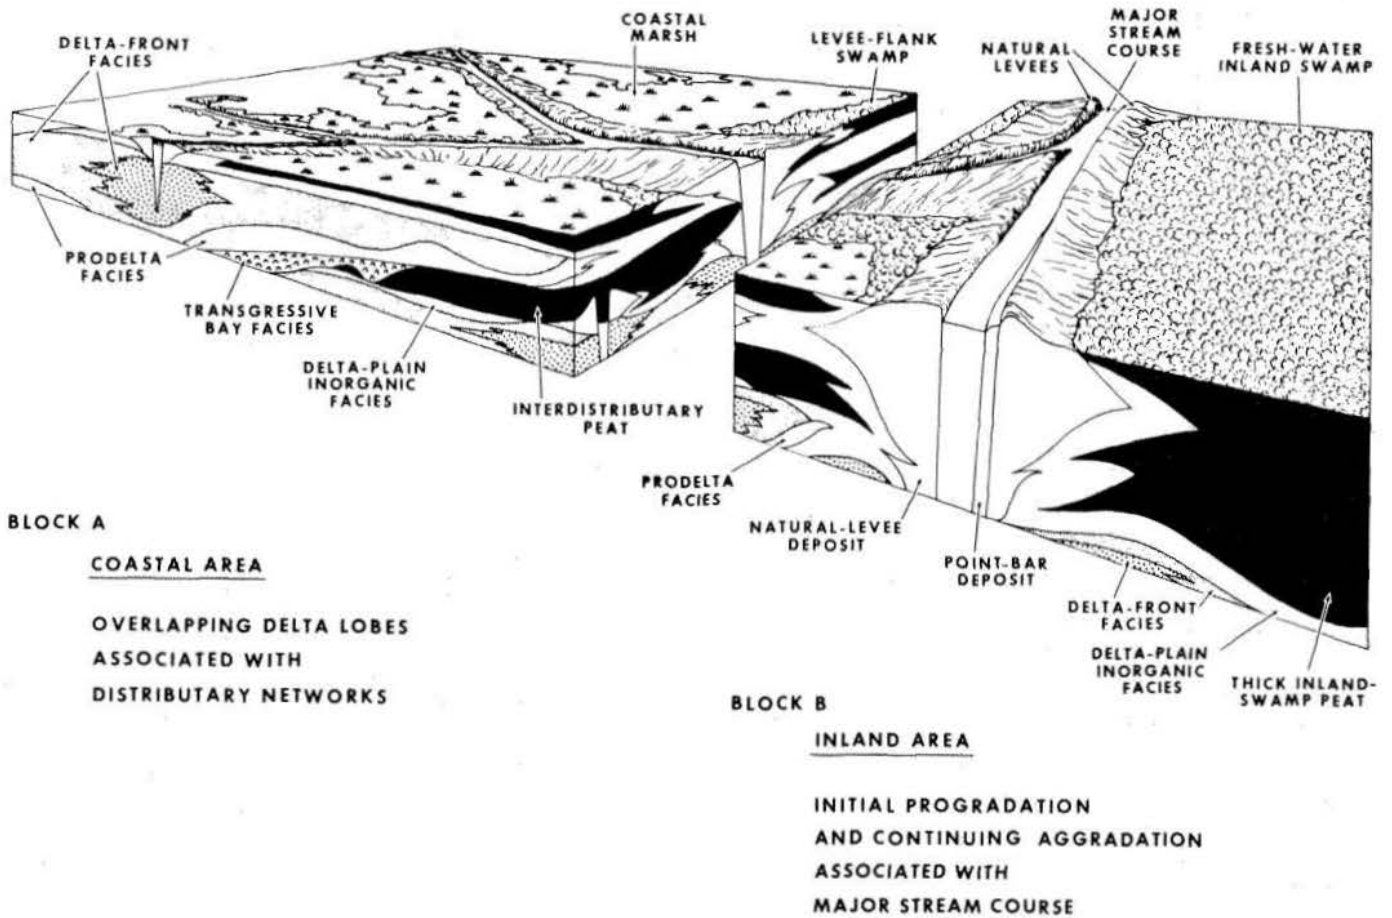 DELTA-FRONT
FACIES
COASTAL
MARSH
LEVEE-FLANK
SWAMP
NATURAL
LEVEES
MAJOR
STREAM
COURSE
FRESH-WATER
INLAND SWAMP
PRODELTA
FACIES
TRANSGRESSIVE
BAY FACIES
DELTA-PLAIN
INORGANIC
FACIES
INTERDISTRIBUTARY
PEAT
PRODELTA
FACIES
NATURAL-LEVEE
DEPOSIT
POINT-BAR
DEPOSIT
DELTA-FRONT
FACIES
DELTA-PLAIN
INORGANIC
FACIES
THICK INLAND-
SWAMP PEAT
BLOCK A
COASTAL AREA
OVERLAPPING DELTA LOBES
ASSOCIATED WITH
DISTRIBUTARY NETWORKS
BLOCK B
INLAND AREA
INITIAL PROGRADATION
AND CONTINUING AGGRADATION
ASSOCIATED WITH
MAJOR STREAM COURSE